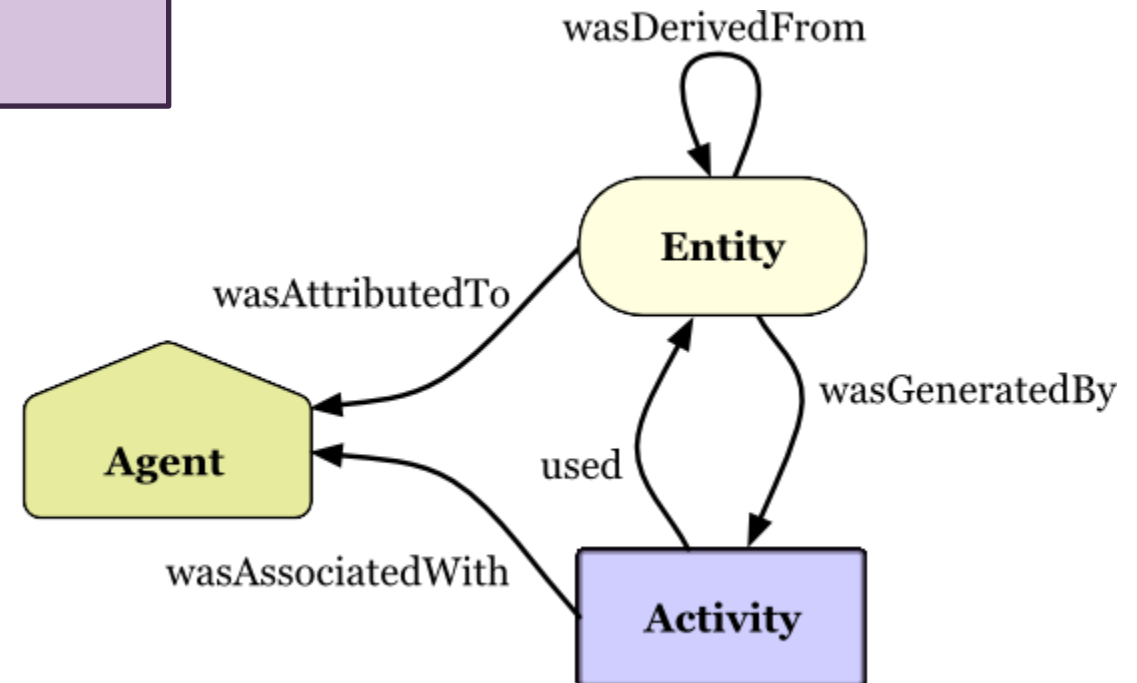 wasDerivedFrom
Entity
wasAttributedTo
wasGeneratedBy
Agent
used
wasAssociatedWith
Activity